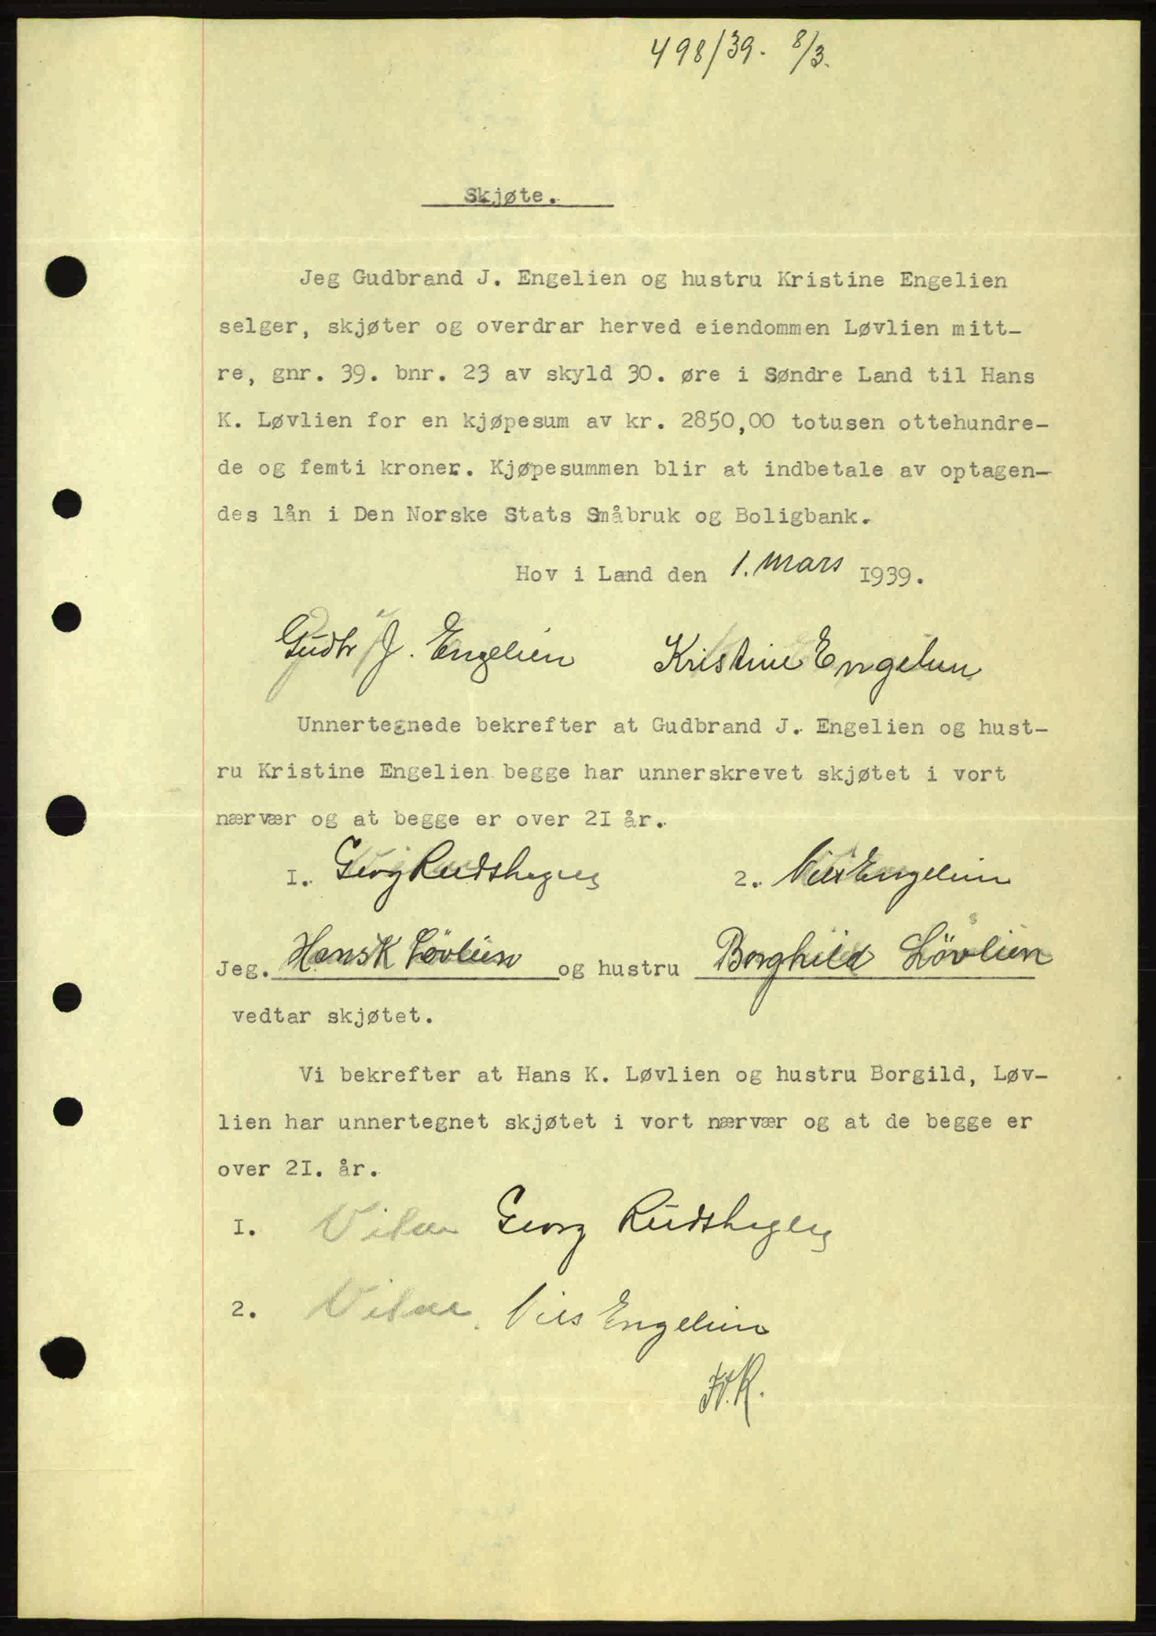 498/39. 8/3.
Skjøte.
Jeg Gudbrand J. Engelien og hustru Kristine Engelien
selger, skjøter og overdrar herved eiendommen Løvlien mitt-
re, gnr. 39. bnr. 23 av skyld 30. øre i Søndre Land til Hans
K. Løvlien for en kjøpesum av kr. 2850,00 totusen ottehundre-
de og femti kroner. Kjøpesummen blir at indbetale av optagen-
des lån i Den Norske Stats Småbruk og Boligbank.
Hov i Land den 1. mars 1939.
Gudbr J. Engelien Kristine Engelien
Unnertegnede bekrefter at Gudbrand J. Engelien og hust-
ru Kristine Engelien begge har unnerskrevet skjøtet i vort
nærvær og at begge er over 2I år.
I. Georg Rudshagen 2. Nils Engelien
Jeg. Hans K Løvlien og hustru Borghild Lövlien
vedtar skjøtet.
Vi bekrefter at Hans K. Løvlien og hustru Borgild, Løv-
lien har unnertegnet skjøtet i vort nærvær og at de begge er
over 2I. år.
I. Georg Rudshagen
2. Nils Engelien